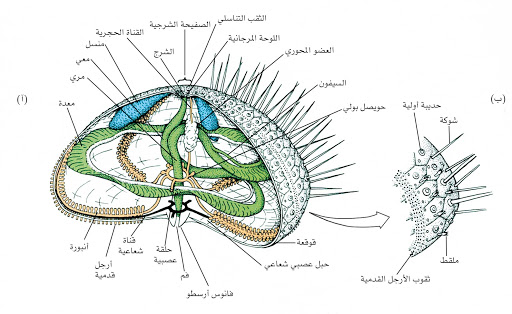 الثقب التناسلي
الصفيحة الشرجية
القناة الحجرية
اللوحة المرجانية
منسل
الشرج
العضو المحوري
معي
مري
السيفون
(أ)
(ب)
معدة
حويصل بولي
حديبة أولية
شوكة
أنبورة
قناة شعاعية
أرجل قدمية
حلقة عصبية
فم
فانوس أرسطو
حبل عصبي شعاعي
قوقعة
ملقط
ثقوب الأرجل القدمية